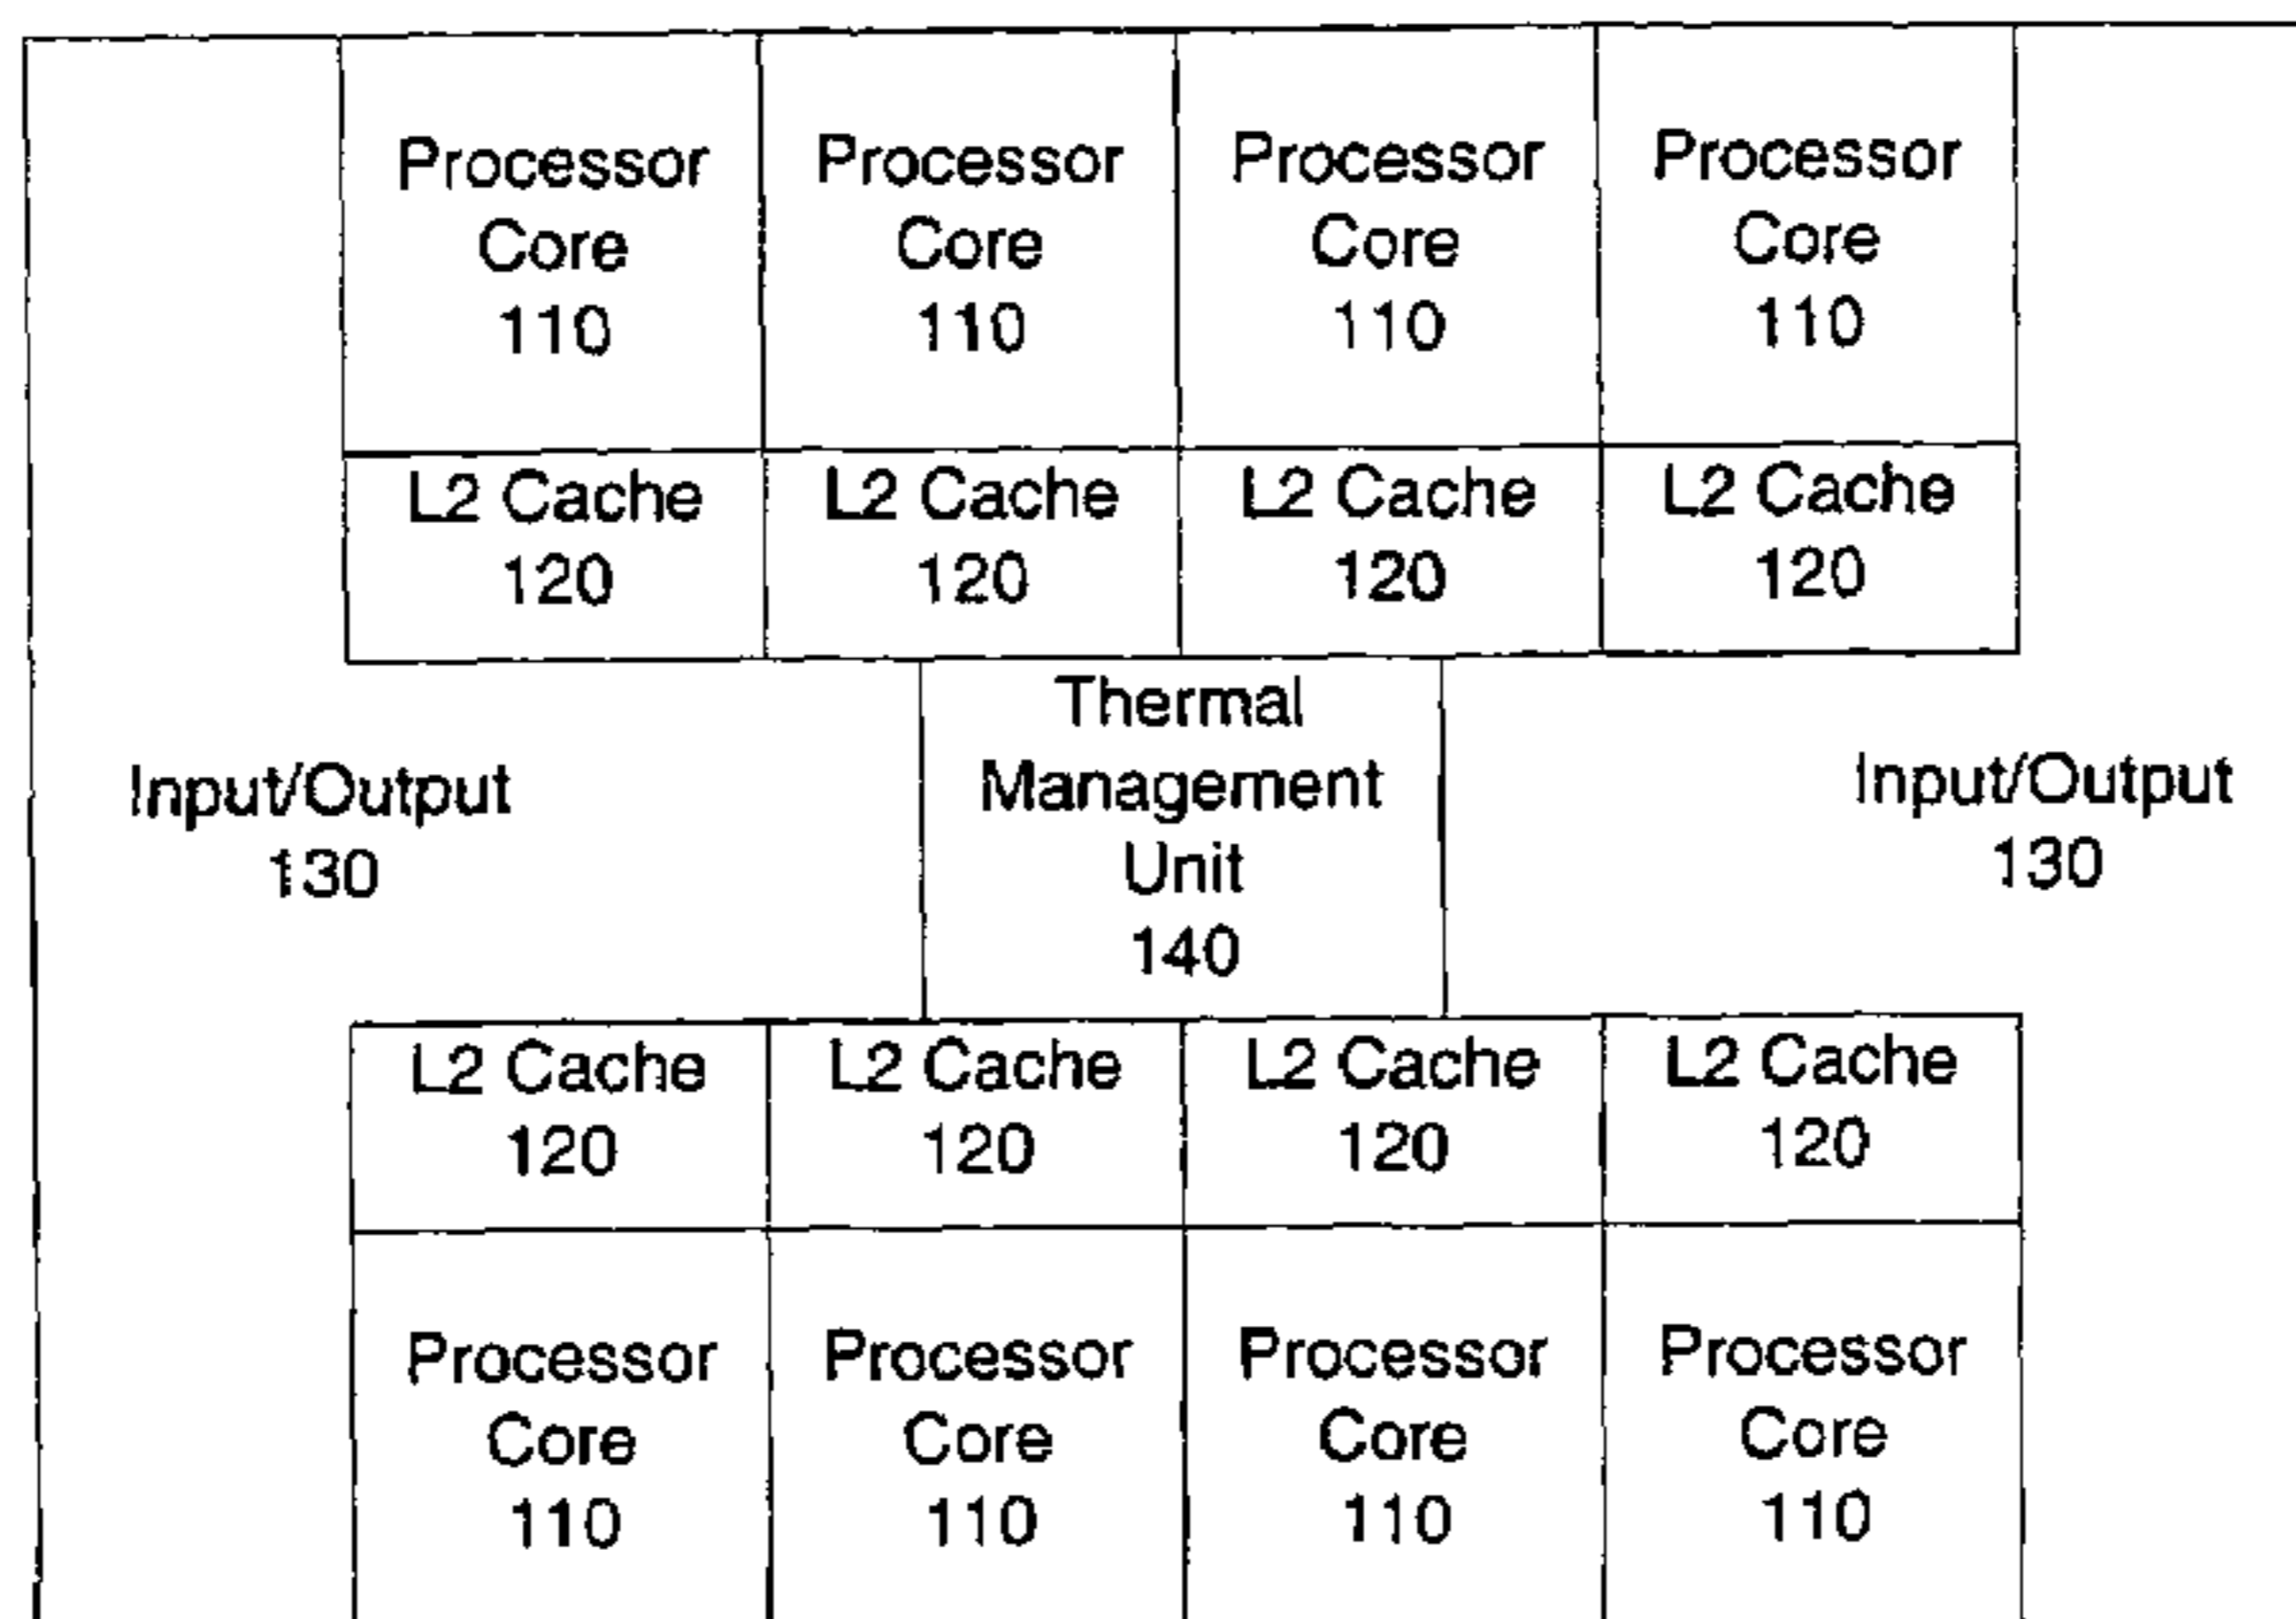 Processor Processor Processor Processor
Core Core Core Core
110 110 110 110
L2 Cache L2 Cache L2 Cache L2 Cache
120 120 120 120
Thermal
Management
Unit
140
Input/Output
130
Input/Output
130
L2 Cache L2 Cache L2 Cache L2 Cache
120 120 120 120
Processor Processor Processor Processor
Core Core Core Core
110 110 110 110